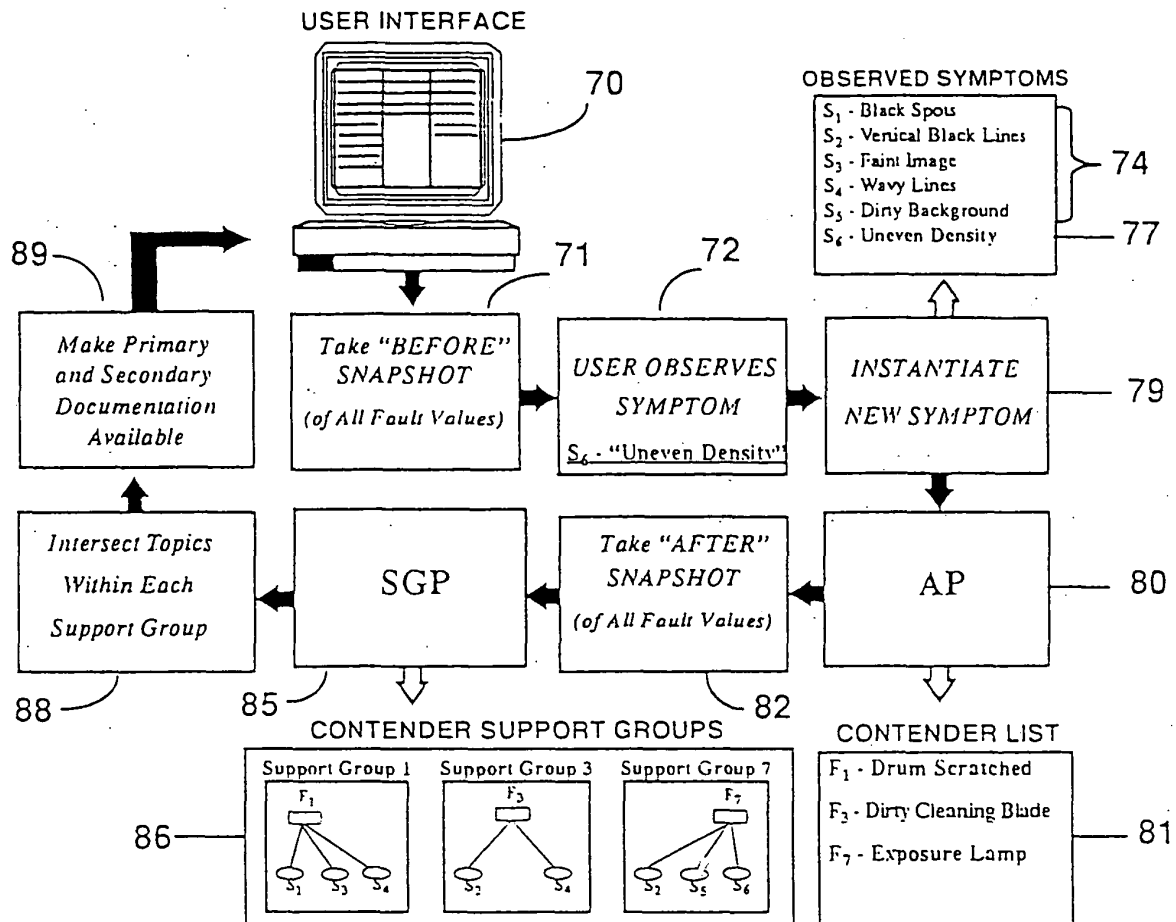 USER INTERFACE
70
OBSERVED SYMPTOMS
S1 - Black Spots
S2 - Vertical Black Lines
S3 - Faint Image
S4 - Wavy Lines
S5 - Dirty Background
S6 - Uneven Density
74
77
89
71
72
Make Primary
and Secondary
Documentation
Available
Take "BEFORE"
SNAPSHOT
(of All Fault Values)
USER OBSERVES
SYMPTOM
S6 - "Uneven Density"
INSTANTIATE
NEW SYMPTOM
79
Intersect Topics
Within Each
Support Group
SGP
Take "AFTER"
SNAPSHOT
(of All Fault Values)
AP
80
88
85
82
CONTENDER SUPPORT GROUPS
Support Group 1
F1
S1
S3
S4
Support Group 3
F3
S2
S4
Support Group 7
F7
S2
S5
S6
86
CONTENDER LIST
F1 - Drum Scratched
F3 - Dirty Cleaning Blade
F7 - Exposure Lamp
81